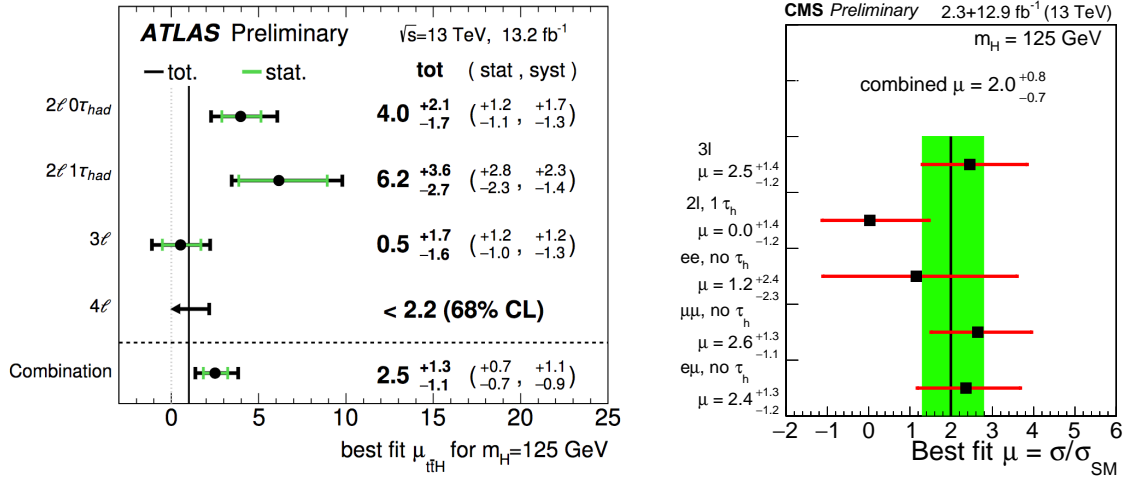 ATLAS Preliminary √s=13 TeV, 13.2 fb⁻¹
tot. stat. tot ( stat , syst )
2ℓ0τhad 4.0 +2.1 −1.7 ( +1.2 −1.1 , +1.7 −1.3 )
2ℓ1τhad 6.2 +3.6 −2.7 ( +2.8 −2.3 , +2.3 −1.4 )
3ℓ 0.5 +1.7 −1.6 ( +1.2 −1.0 , +1.2 −1.3 )
4ℓ < 2.2 (68% CL)
Combination 2.5 +1.3 −1.1 ( +0.7 −0.7 , +1.1 −0.9 )
0 5 10 15 20 25
best fit μtt̄H for mH=125 GeV
CMS Preliminary 2.3+12.9 fb⁻¹ (13 TeV)
mH = 125 GeV
combined μ = 2.0 +0.8 −0.7
3l
μ = 2.5 +1.4 −1.2
2l, 1 τh
μ = 0.0 +1.4 −1.2
ee, no τh
μ = 1.2 +2.4 −2.3
μμ, no τh
μ = 2.6 +1.3 −1.1
eμ, no τh
μ = 2.4 +1.3 −1.2
−2 −1 0 1 2 3 4 5 6
Best fit μ = σ/σSM